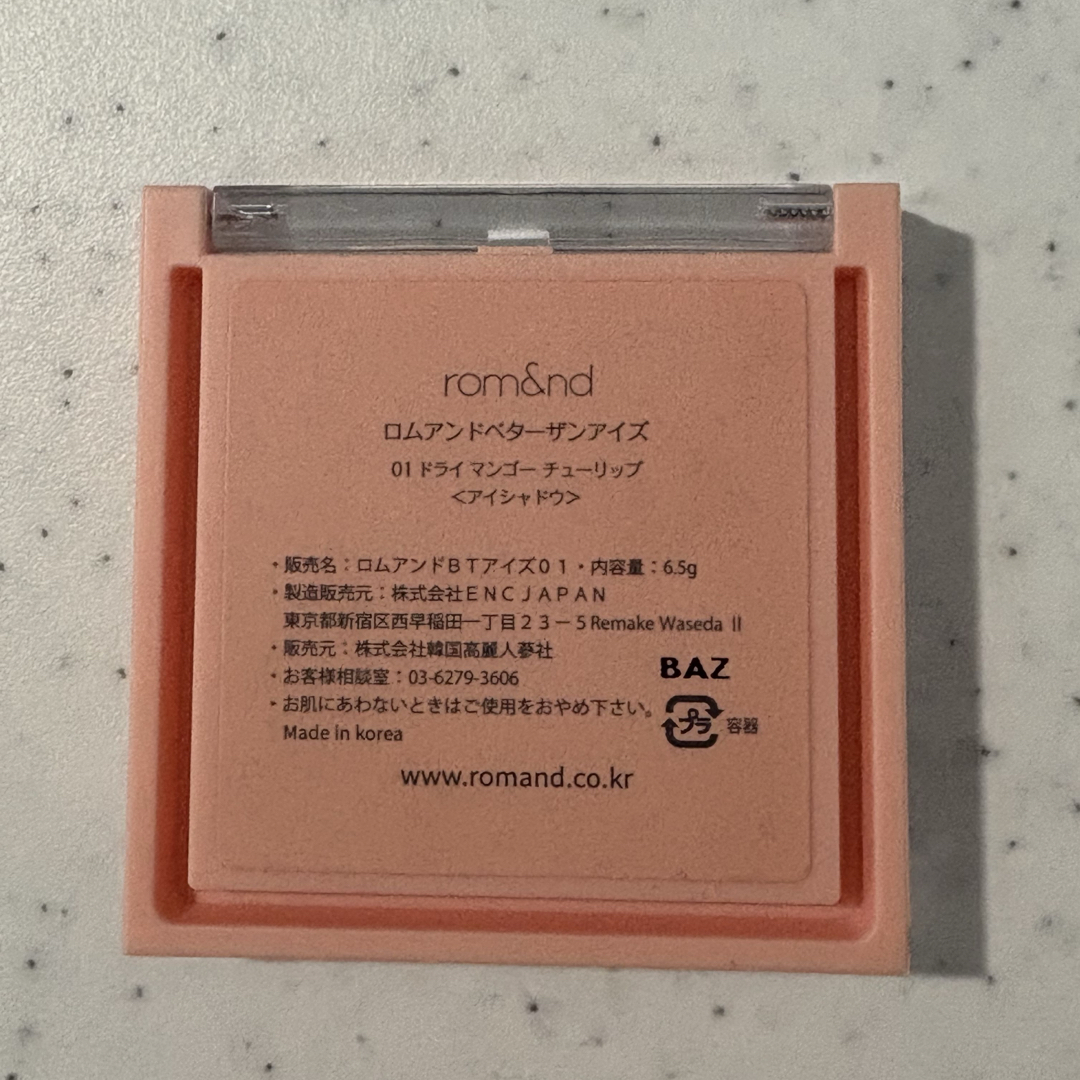 rom&nd
ロムアンドベターザンアイズ
01 ドライ マンゴー チューリップ
＜アイシャドウ＞
・販売名：ロムアンドＢＴアイズ０１・内容量：6.5g
・製造販売元：株式会社ＥＮＣ ＪＡＰＡＮ
東京都新宿区西早稲田一丁目２３－５ Remake Waseda Ⅱ
・販売元：株式会社韓国高麗人蔘社
・お客様相談室：03-6279-3606
・お肌にあわないときはご使用をおやめ下さい。
Made in korea
BAZ
プラ 容器
www.romand.co.kr